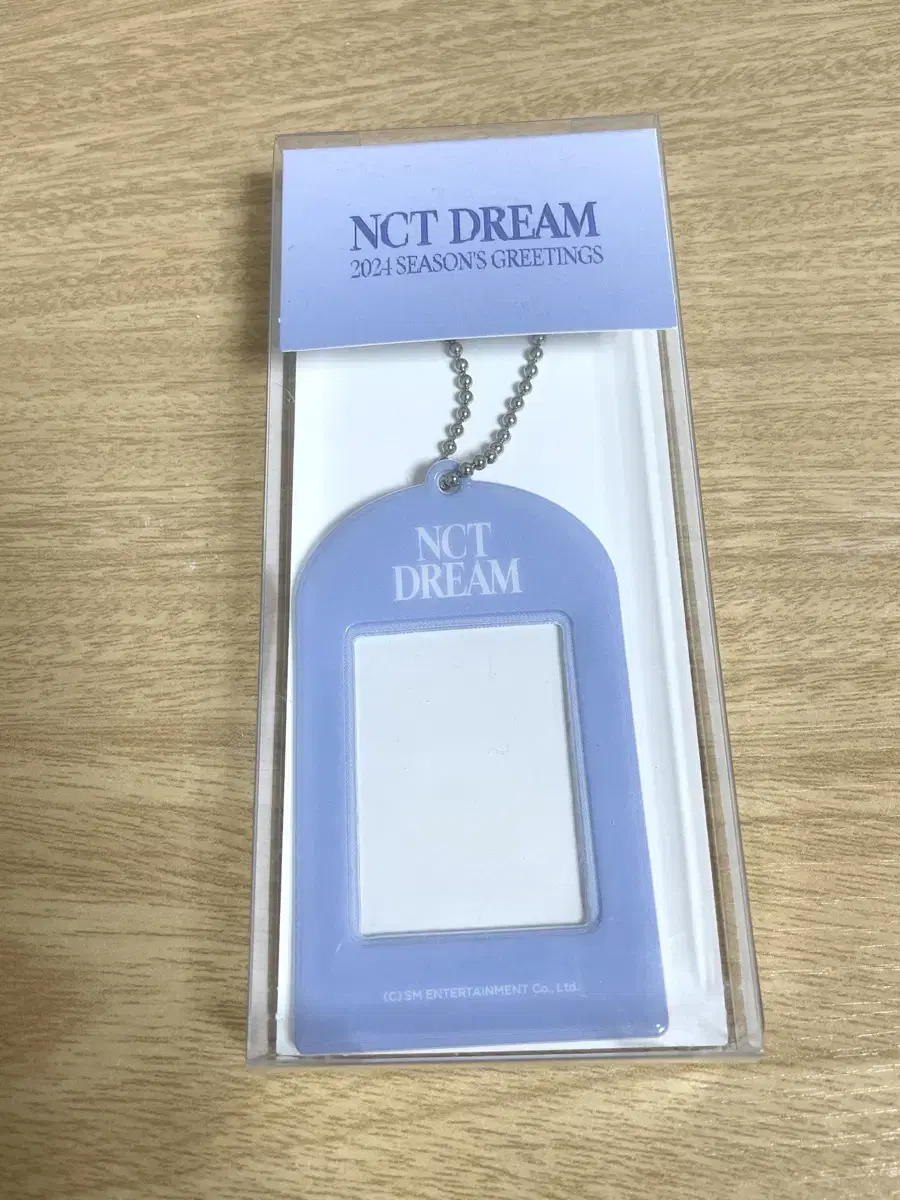 NCT DREAM
2024 SEASON'S GREETINGS
NCT
DREAM
(C) SM ENTERTAINMENT Co., Ltd.